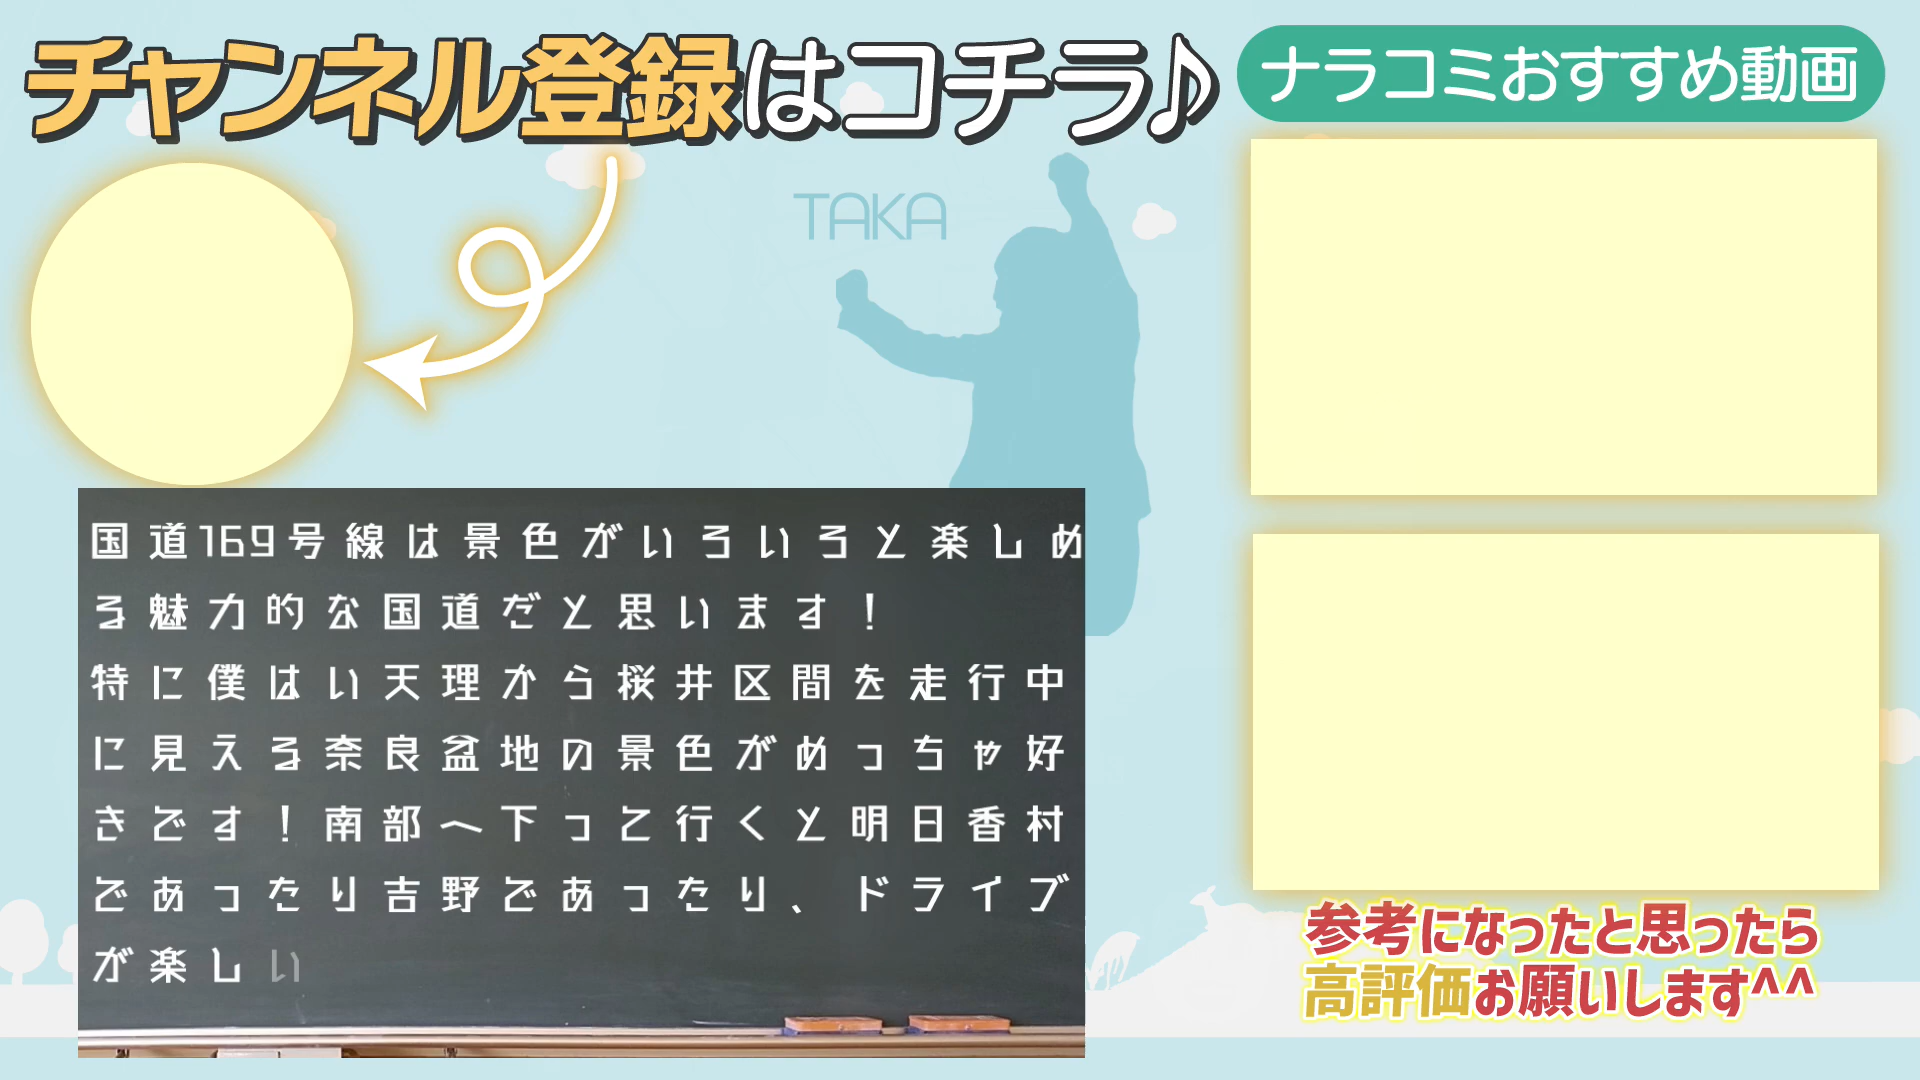 チャンネル登録はコチラ♪
ナラコミおすすめ動画
TAKA
国道169号線は景色がいろいろと楽しめ
る魅力的な国道だと思います！
特に僕はい天理から桜井区間を走行中
に見える奈良盆地の景色がめっちゃ好
きです！南部へ下って行くと明日香村
であったり吉野であったり、ドライブ
が楽しい
参考になったと思ったら
高評価お願いします^^